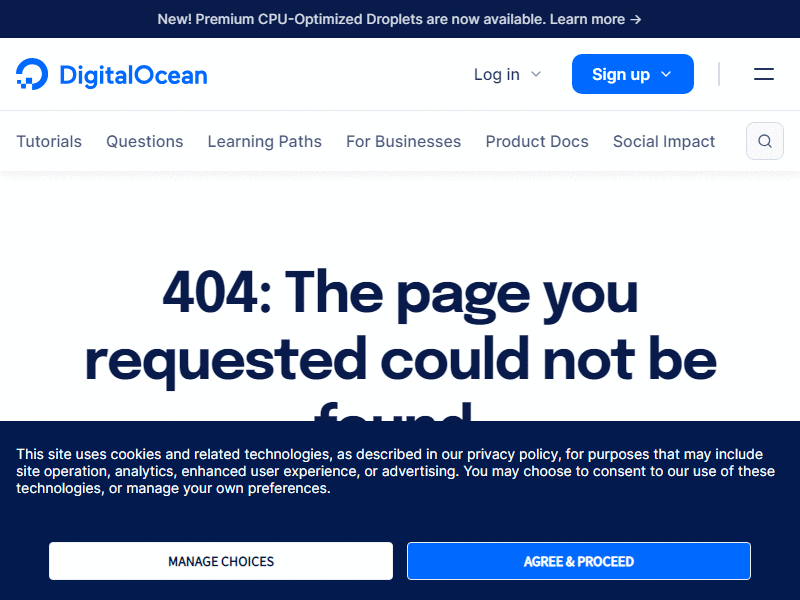 New! Premium CPU-Optimized Droplets are now available. Learn more →
DigitalOcean
Log in
Sign up
Tutorials
Questions
Learning Paths
For Businesses
Product Docs
Social Impact
404: The page you
requested could not be
found
This site uses cookies and related technologies, as described in our privacy policy, for purposes that may include
site operation, analytics, enhanced user experience, or advertising. You may choose to consent to our use of these
technologies, or manage your own preferences.
MANAGE CHOICES
AGREE & PROCEED